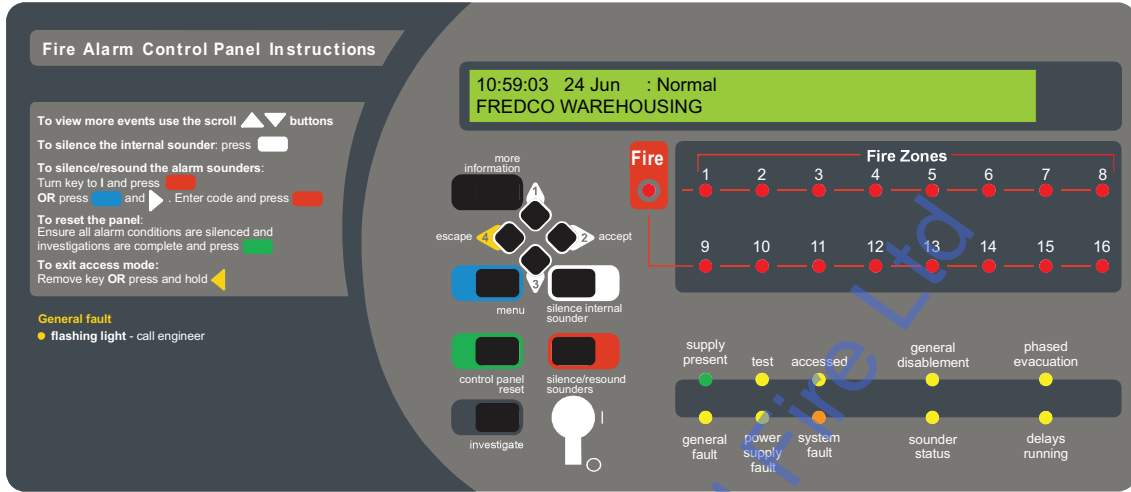 Fire Alarm Control Panel Instructions
To view more events use the scroll buttons
To silence the internal sounder: press
To silence/resound the alarm sounders:
Turn key to I and press
OR press and . Enter code and press
To reset the panel:
Ensure all alarm conditions are silenced and
investigations are complete and press
To exit access mode:
Remove key OR press and hold
General fault
flashing light - call engineer
10:59:03 24 Jun : Normal
FREDCO WAREHOUSING
more
information
1
escape 4
2 accept
3
menu
silence internal
sounder
control panel
reset
silence/resound
sounders
investigate
I
O
Fire
Fire Zones
1 2 3 4 5 6 7 8
9 10 11 12 13 14 15 16
supply
present
test
accessed
general
disablement
phased
evacuation
general
fault
power
supply
fault
system
fault
sounder
status
delays
running
Fire Ltd